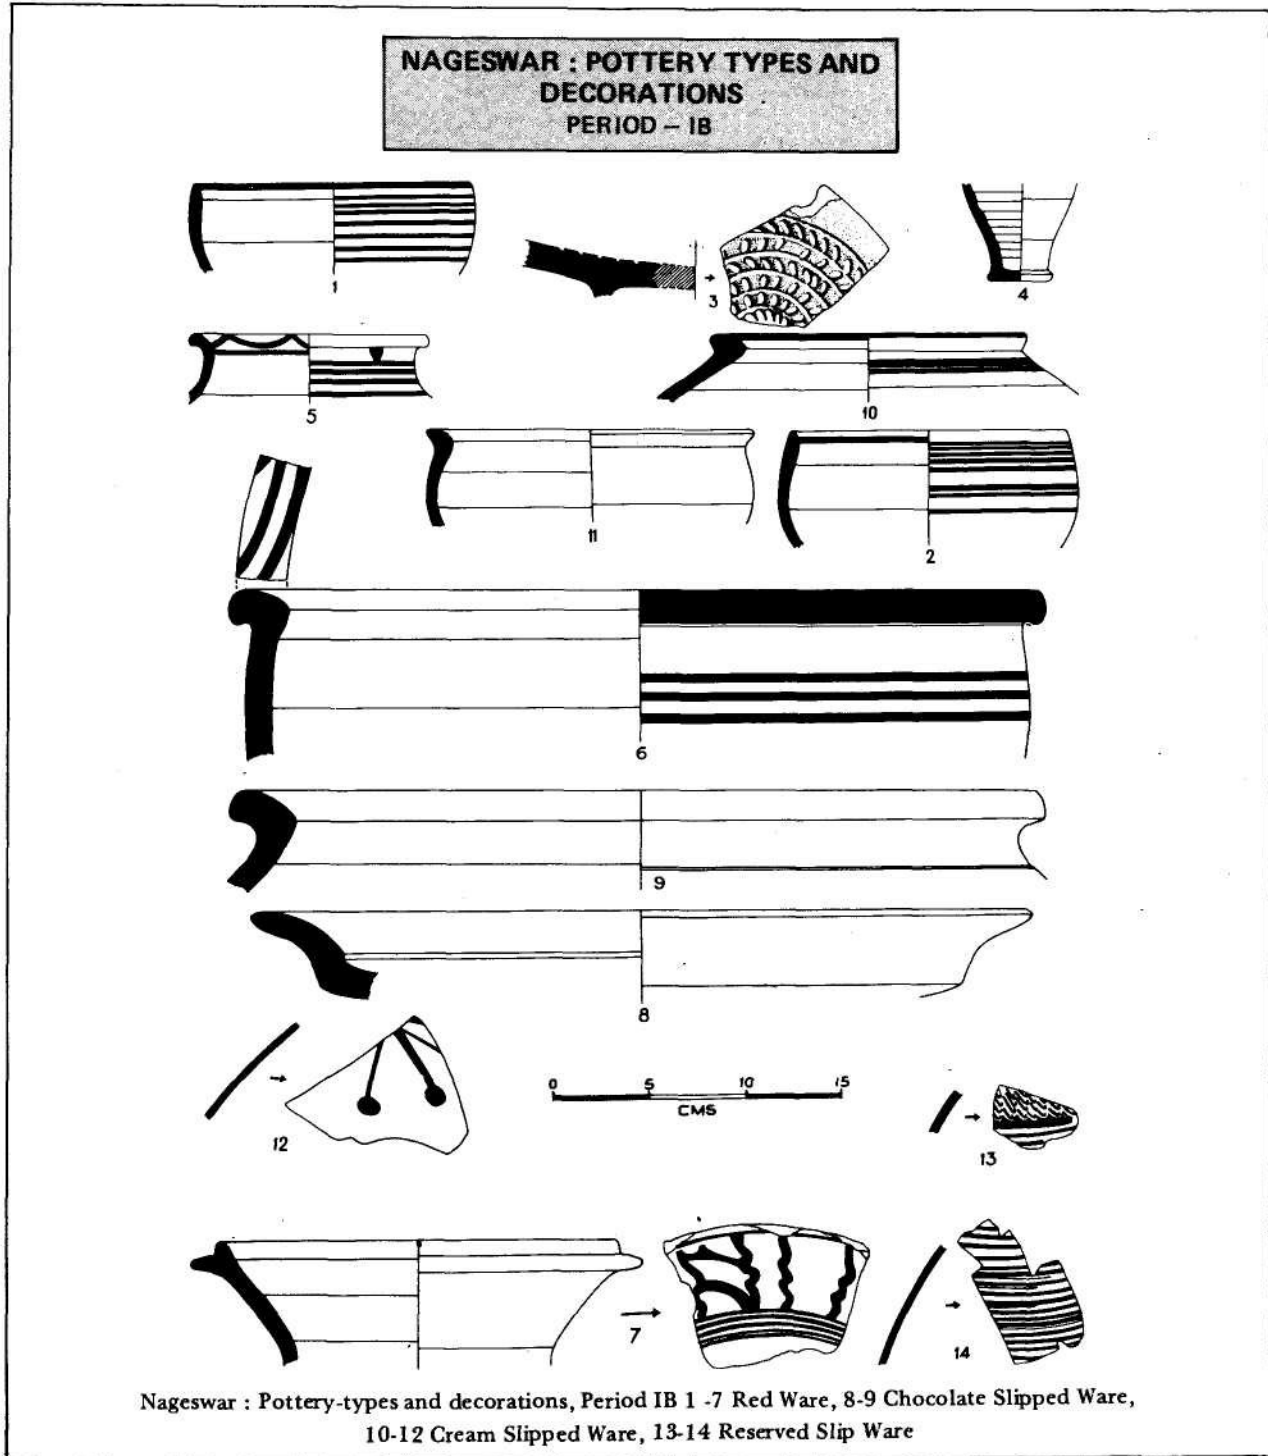 NAGESWAR : POTTERY TYPES AND
DECORATIONS
PERIOD – IB
1
3
4
5
10
11
2
6
9
8
12
0 5 10 15
CMS
13
7
14
Nageswar : Pottery-types and decorations, Period IB 1 -7 Red Ware, 8-9 Chocolate Slipped Ware,
10-12 Cream Slipped Ware, 13-14 Reserved Slip Ware